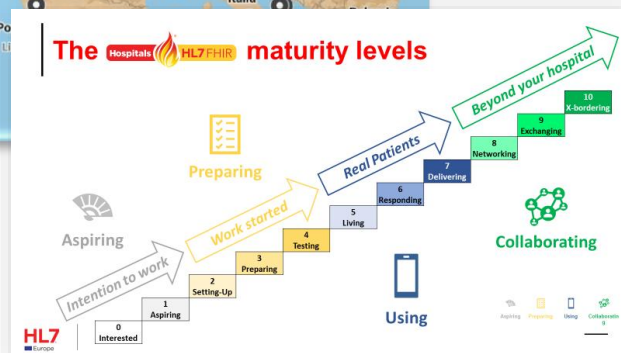 The Hospitals HL7 FHIR maturity levels
Beyond your hospital
10
X-bordering
9
Exchanging
8
Networking
Real Patients
7
Delivering
Preparing
6
Responding
5
Living
Work started
4
Testing
Aspiring
3
Preparing
Collaborating
2
Setting-Up
Intention to work
1
Aspiring
0
Interested
Using
HL7
Europe
Aspiring
Preparing
Using
Collaboratin
g